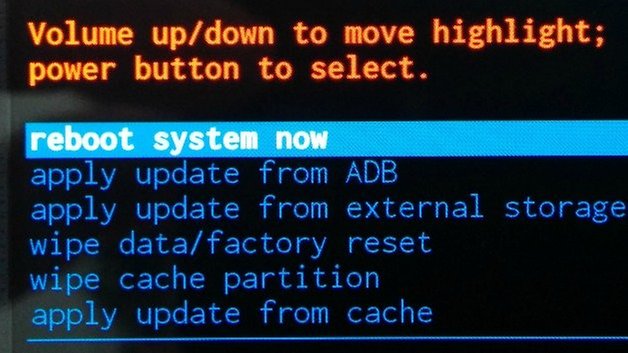 Volume up/down to move highlight;
power button to select.
reboot system now
apply update from ADB
apply update from external storage
wipe data/factory reset
wipe cache partition
apply update from cache